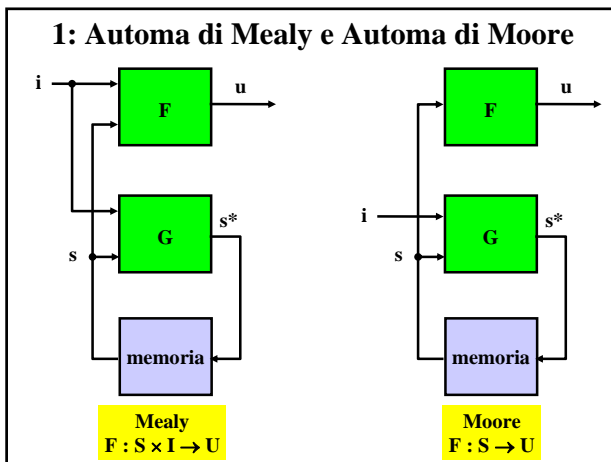 1: Automa di Mealy e Automa di Moore
i
F
u
G
s*
s
memoria
Mealy
F : S × I → U
F
u
i
G
s*
s
memoria
Moore
F : S → U